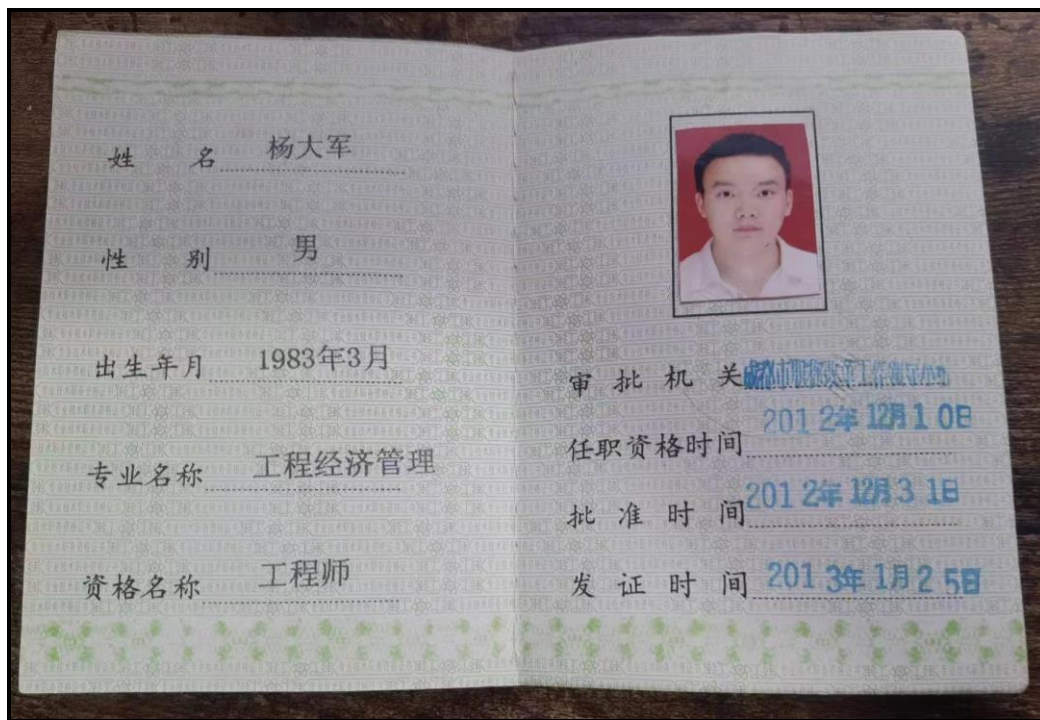 姓 名 杨大军
性 别 男
出生年月 1983年3月
专业名称 工程经济管理
资格名称 工程师
审 批 机 关
任职资格时间 2012年12月10日
批 准 时 间 2012年12月31日
发 证 时 间 2013年1月25日